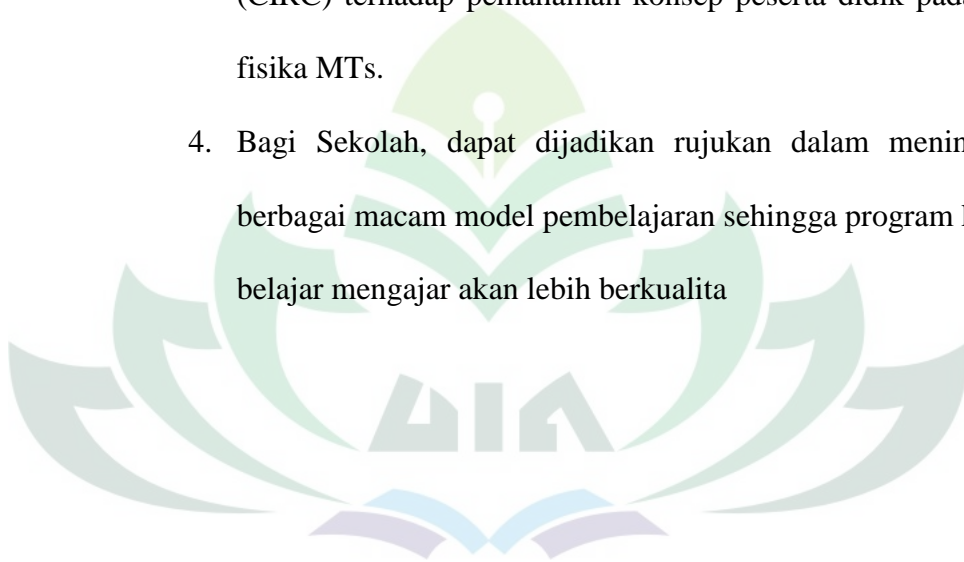 (CIRC) terhadap pemahaman konsep peserta didik pada
fisika MTs.
4. Bagi Sekolah, dapat dijadikan rujukan dalam menin
berbagai macam model pembelajaran sehingga program
belajar mengajar akan lebih berkualita
UIN